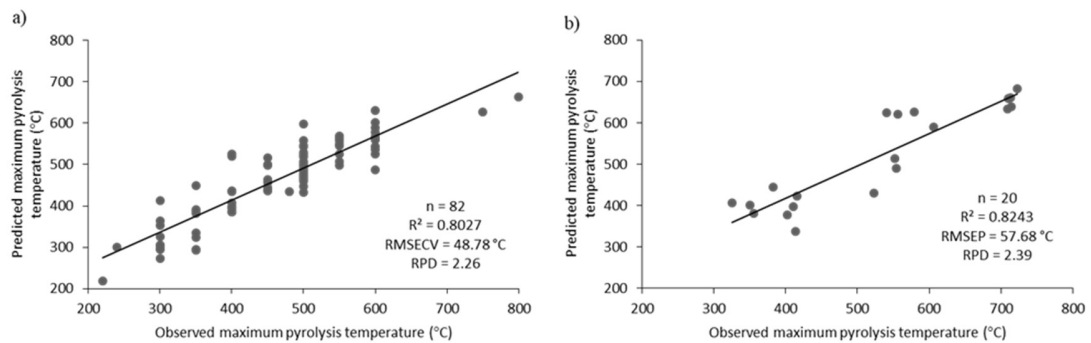 a)
Predicted maximum pyrolysis
temperature (°C)
800
700
600
500
400
300
200
200 300 400 500 600 700 800
Observed maximum pyrolysis temperature (°C)
n = 82
R² = 0.8027
RMSECV = 48.78 °C
RPD = 2.26
b)
Predicted maximum pyrolysis
temperature (°C)
800
700
600
500
400
300
200
200 300 400 500 600 700 800
Observed maximum pyrolysis temperature (°C)
n = 20
R² = 0.8243
RMSEP = 57.68 °C
RPD = 2.39